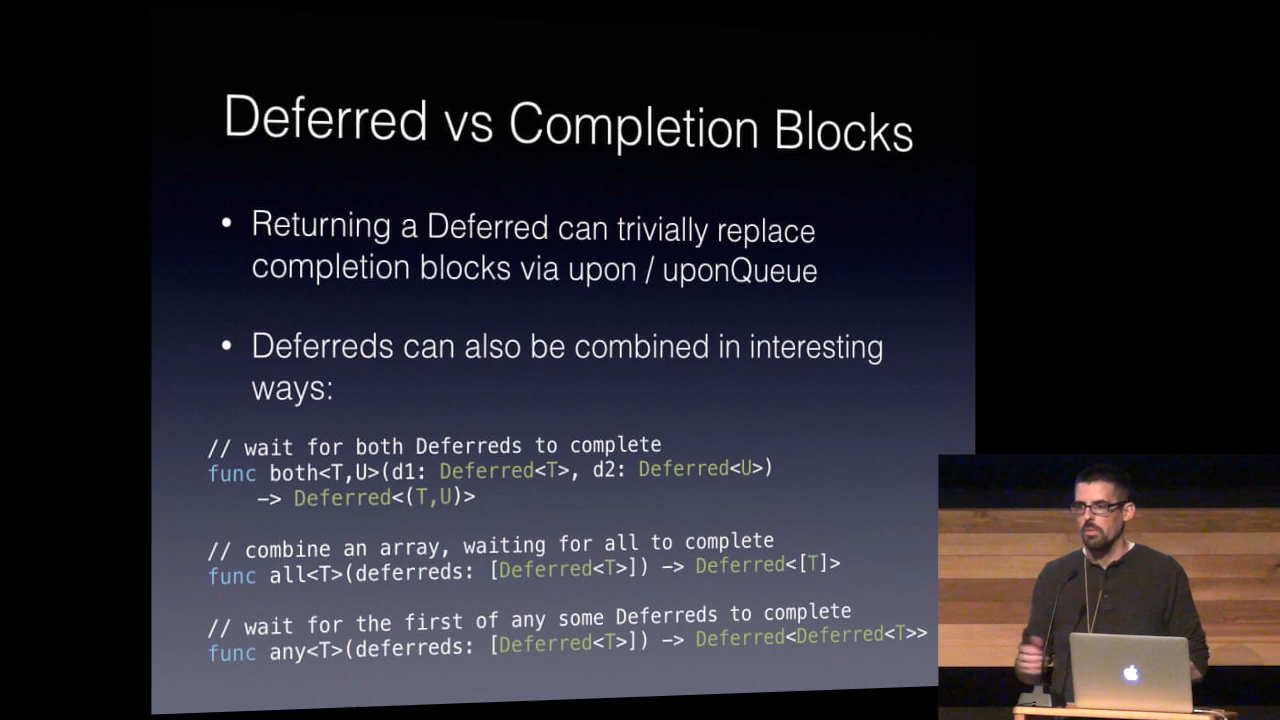 Deferred vs Completion Blocks
• Returning a Deferred can trivially replace
completion blocks via upon / uponQueue
• Deferreds can also be combined in interesting
ways:
// wait for both Deferreds to complete
func both<T,U>(d1: Deferred<T>, d2: Deferred<U>)
    -> Deferred<(T,U)>
// combine an array, waiting for all to complete
func all<T>(deferreds: [Deferred<T>]) -> Deferred<[T]>
// wait for the first of any some Deferreds to complete
func any<T>(deferreds: [Deferred<T>]) -> Deferred<Deferred<T>>